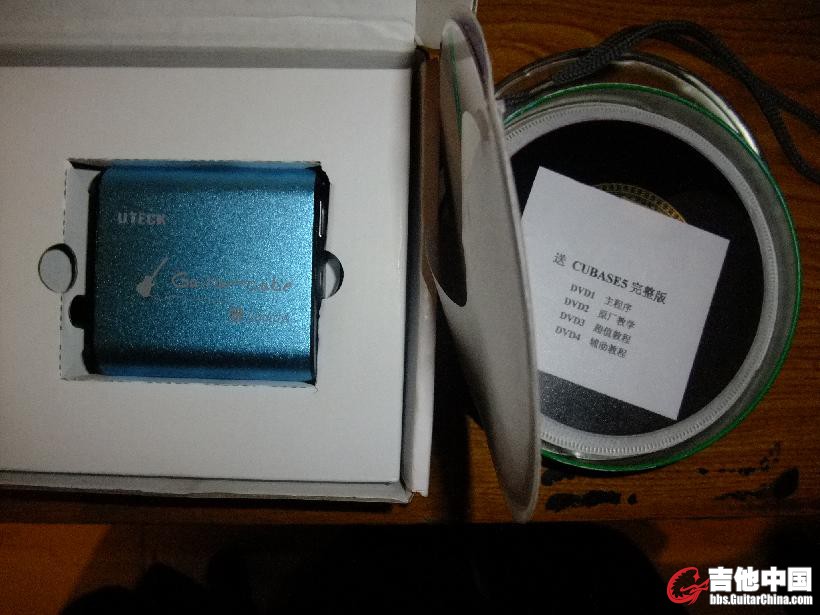 UTECK
送 CUBASE5 完整版
DVD1 主程序
DVD2 原厂教学
DVD3 超值教程
DVD4 辅助教程
吉他中国
bbs.GuitarChina.com